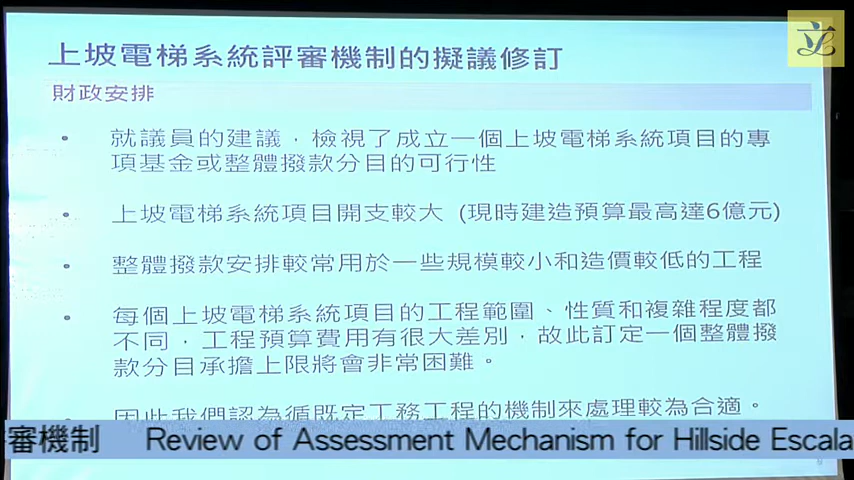 上坡電梯系統評審機制的擬議修訂
財政安排
• 就議員的建議，檢視了成立一個上坡電梯系統項目的專
項基金或整體撥款分目的可行性
• 上坡電梯系統項目開支較大 (現時建造預算最高達6億元)
• 整體撥款安排較常用於一些規模較小和造價較低的工程
• 每個上坡電梯系統項目的工程範圍、性質和複雜程度都
不同，工程預算費用有很大差別，故此訂定一個整體撥
款分目承擔上限將會非常困難。
• 因此我們認為循既定工務工程的機制來處理較為合適。
審機制 Review of Assessment Mechanism for Hillside Escala